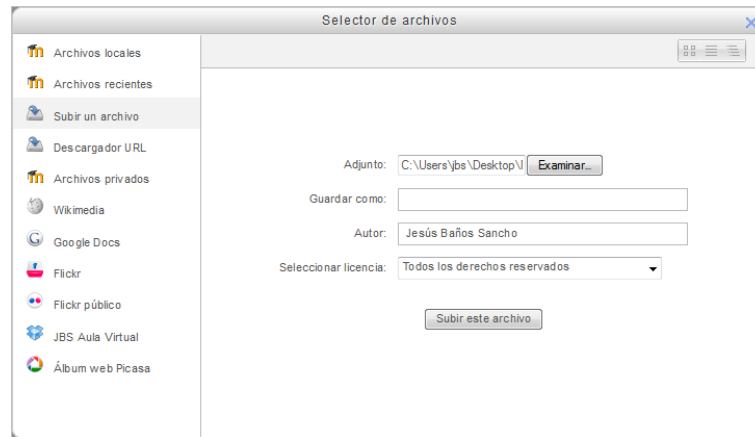 Selector de archivos
Archivos locales
Archivos recientes
Subir un archivo
Descargador URL
Archivos privados
Wikimedia
Google Docs
Flickr
Flickr público
JBS Aula Virtual
Álbum web Picasa
Adjunto: C:\Users\jbs\Desktop\ Examinar...
Guardar como:
Autor: Jesús Baños Sancho
Seleccionar licencia: Todos los derechos reservados
Subir este archivo